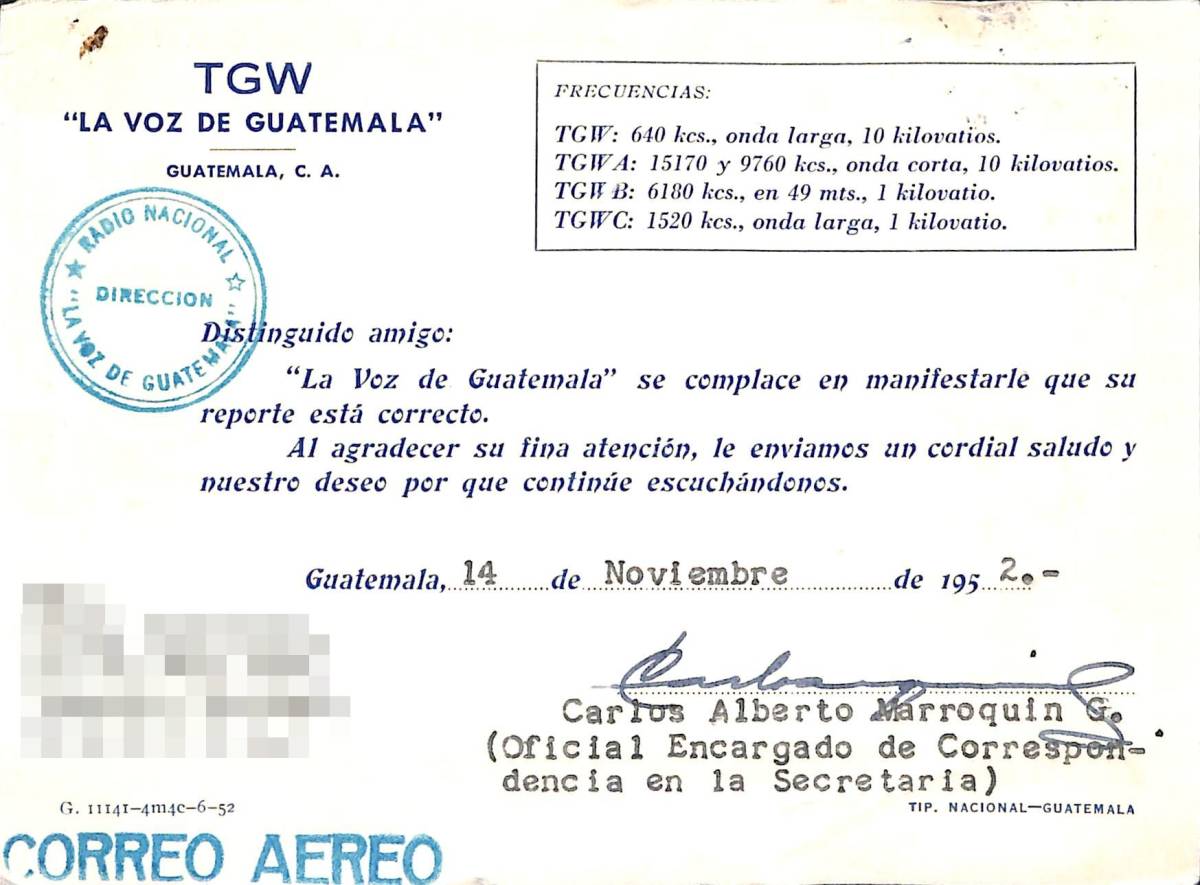 TGW
"LA VOZ DE GUATEMALA"
GUATEMALA, C. A.
FRECUENCIAS:
TGW: 640 kcs., onda larga, 10 kilovatios.
TGWA: 15170 y 9760 kcs., onda corta, 10 kilovatios.
TGWB: 6180 kcs., en 49 mts., 1 kilovatio.
TGWC: 1520 kcs., onda larga, 1 kilovatio.
RADIO NACIONAL
DIRECCION
"LA VOZ DE GUATEMALA"
Distinguido amigo:
"La Voz de Guatemala" se complace en manifestarle que su
reporte está correcto.
Al agradecer su fina atención, le enviamos un cordial saludo y
nuestro deseo por que continúe escuchándonos.
Guatemala, 14 de Noviembre de 1952.-
Carlos Alberto Marroquin G.
(Oficial Encargado de Correspon-
dencia en la Secretaria)
G. 11141-4m4c-6-52
TIP. NACIONAL—GUATEMALA
CORREO AEREO